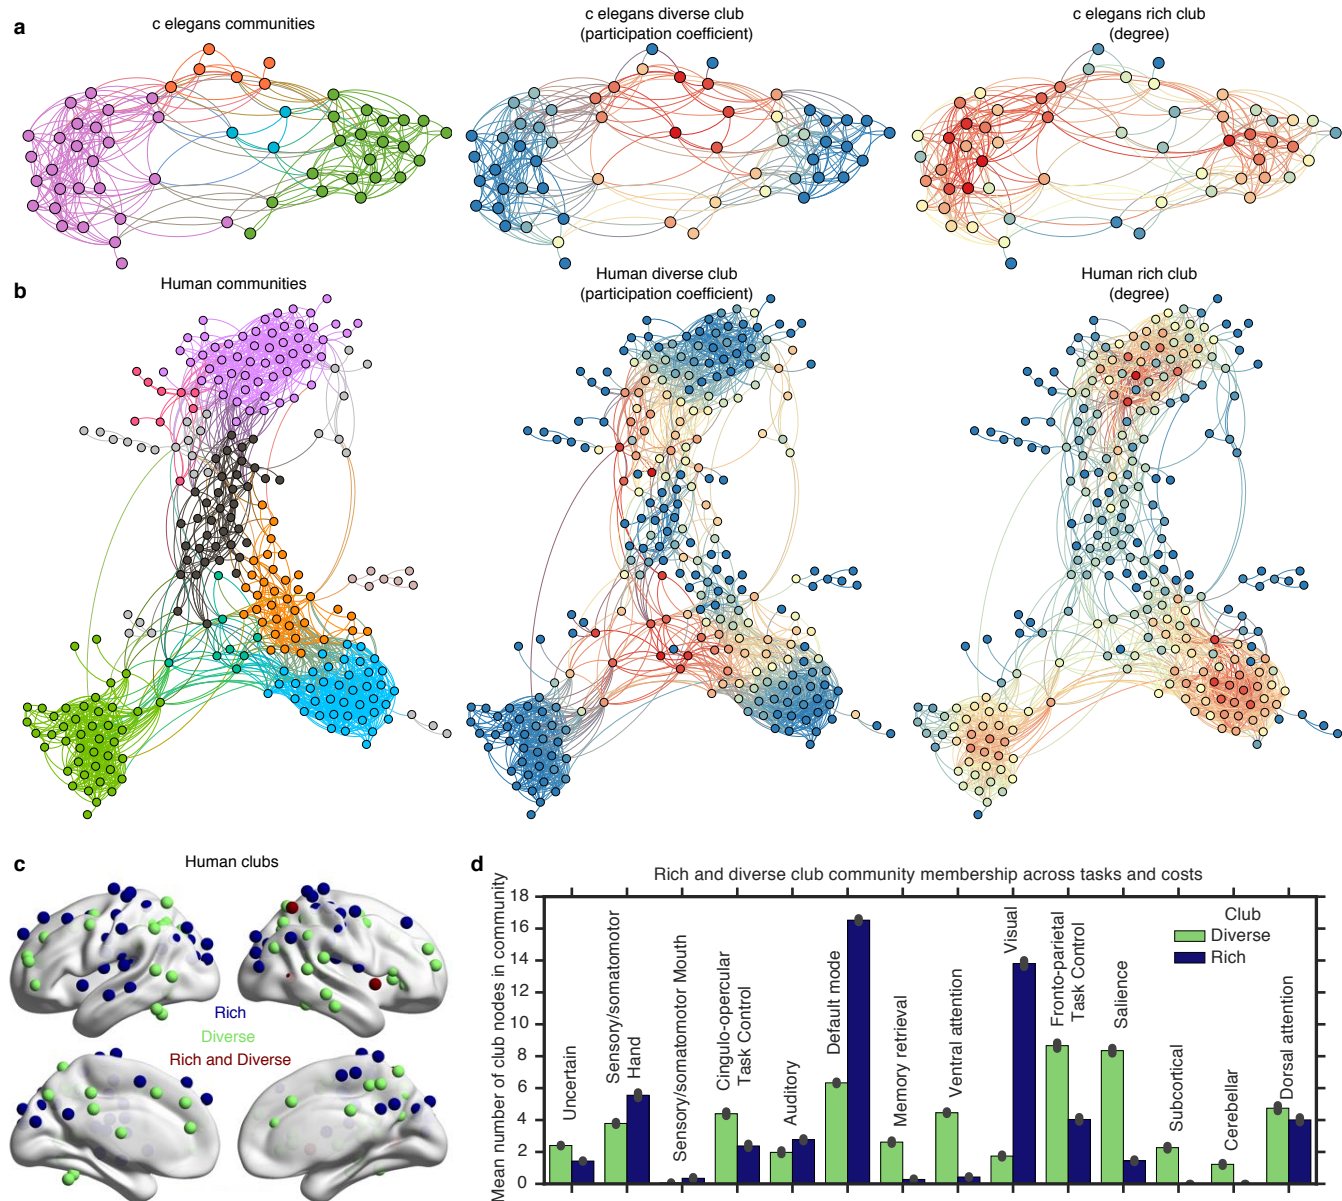 a
c elegans communities
c elegans diverse club
(participation coefficient)
c elegans rich club
(degree)
b
Human communities
Human diverse club
(participation coefficient)
Human rich club
(degree)
c
Human clubs
Rich
Diverse
Rich and Diverse
d
Rich and diverse club community membership across tasks and costs
Mean number of club nodes in community
18
16
14
12
10
8
6
4
2
0
Uncertain
Sensory/somatomotor
Hand
Sensory/somatomotor Mouth
Cingulo-opercular
Task Control
Auditory
Default mode
Memory retrieval
Ventral attention
Visual
Fronto-parietal
Task Control
Salience
Subcortical
Cerebellar
Dorsal attention
Club
Diverse
Rich